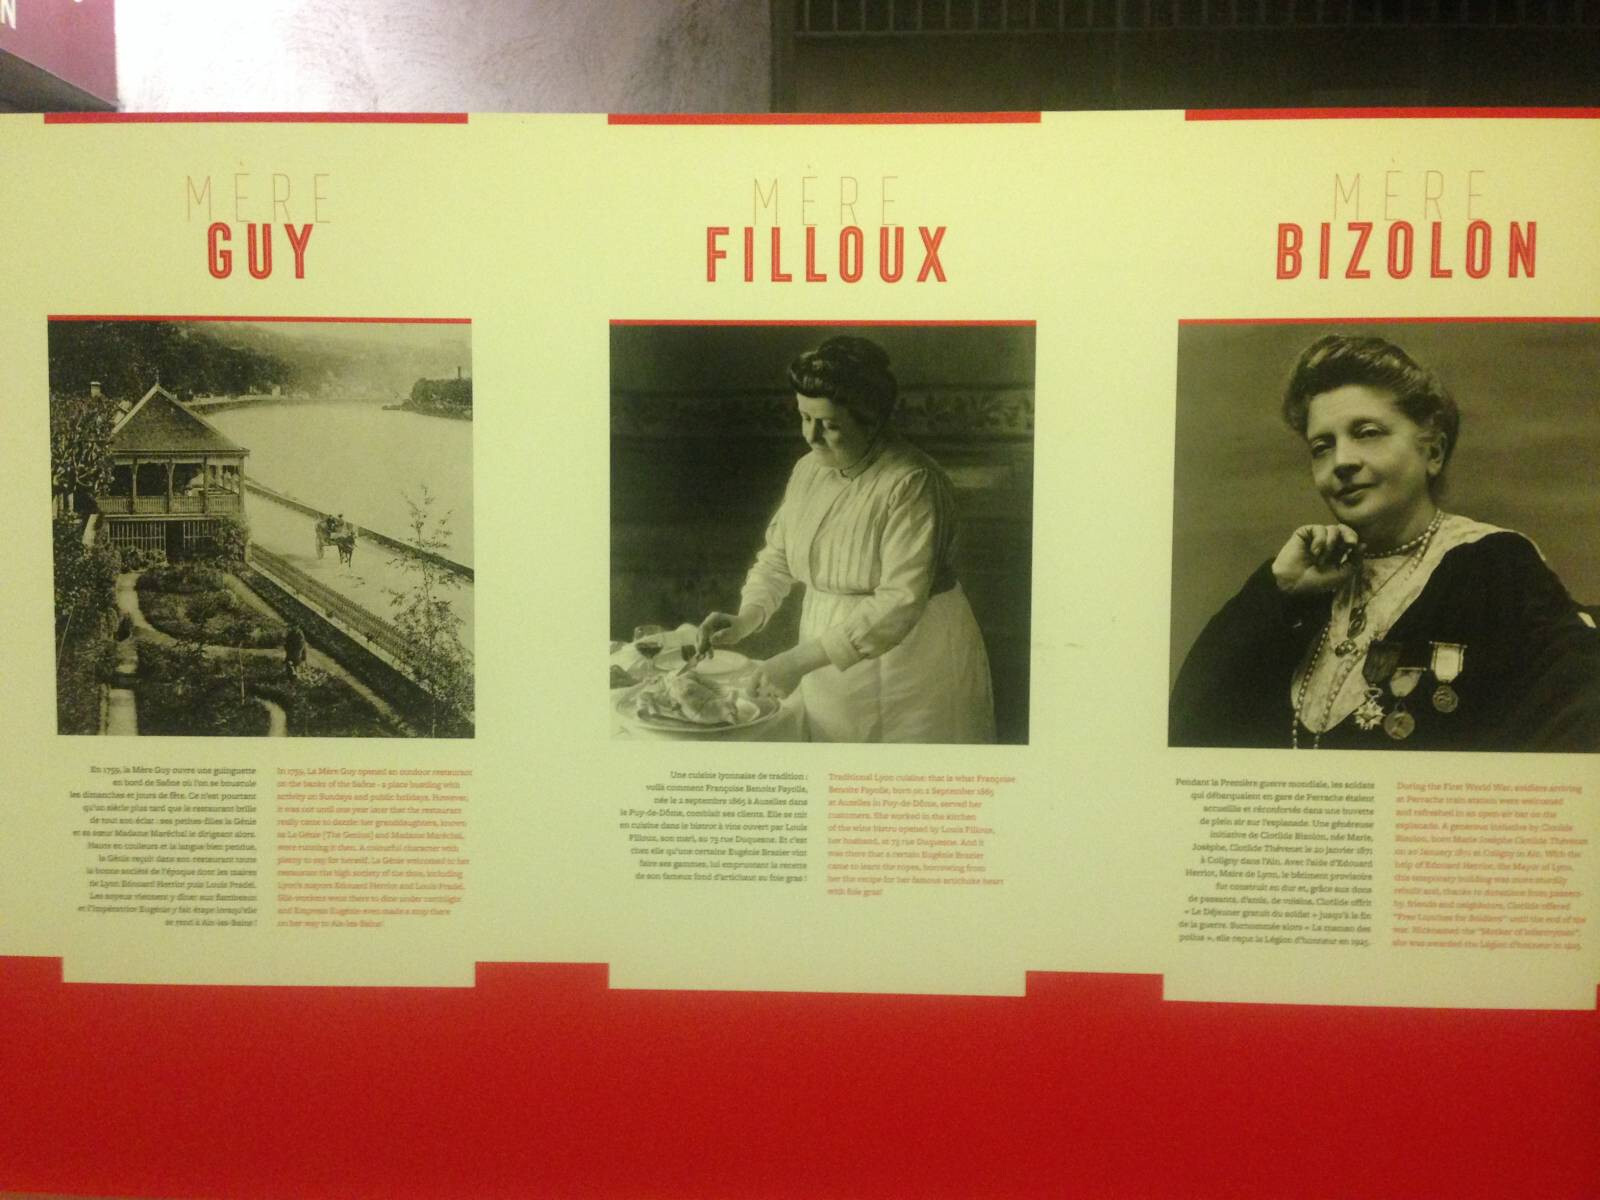 N
MÈRE
GUY
En 1759, la Mère Guy ouvre une guinguette
en bord de Saône où l'on se bouscule
les dimanches et jours de fête. Ce n'est pourtant
qu'un siècle plus tard que le restaurant brille
de tout son éclat : ses petites-filles la Génie
et sa sœur Madame Maréchal le dirigent alors.
Haute en couleurs et la langue bien pendue,
la Génie reçoit dans son restaurant toute
la bonne société de l'époque dont les maires
de Lyon Edouard Herriot puis Louis Pradel.
Les soyeux viennent y dîner aux flambeaux
et l'impératrice Eugénie y fait étape lorsqu'elle
se rend à Aix-les-Bains !
In 1759, La Mère Guy opened an outdoor restaurant
on the banks of the Saône - a place bustling with
activity on Sundays and public holidays. However,
it was not until one year later that the restaurant
really came to dazzle: her granddaughters, known
as La Génie [The Genius] and Madame Maréchal,
were running it then. A colourful character with
plenty to say for herself, La Génie welcomed to her
restaurant the high society of the time, including
Lyon's mayors Edouard Herriot and Louis Pradel.
Silk-workers went there to dine under torchlight
and Empress Eugénie even made a stop there
on her way to Aix-les-Bains!
MÈRE
FILLOUX
Une cuisine lyonnaise de tradition :
voilà comment Françoise Benoite Fayolle,
née le 2 septembre 1865 à Auzelles dans
le Puy-de-Dôme, comblait ses clients. Elle se mit
en cuisine dans le bistrot à vins ouvert par Louis
Filloux, son mari, au 73 rue Duquesne. Et c'est
chez elle qu'une certaine Eugénie Brazier vint
faire ses gammes, lui empruntant la recette
de son fameux fond d'artichaut au foie gras !
Traditional Lyon cuisine: that is what Françoise
Benoite Fayolle, born on 2 September 1865
at Auzelles in Puy-de-Dôme, served her
customers. She worked in the kitchen
of the wine bistro opened by Louis Filloux,
her husband, at 73 rue Duquesne. And it
was there that a certain Eugénie Brazier
came to learn the ropes, borrowing from
her the recipe for her famous artichoke heart
with foie gras!
MÈRE
BIZOLON
Pendant la Première guerre mondiale, les soldats
qui débarquaient en gare de Perrache étaient
accueillis et réconfortés dans une buvette
de plein air sur l'esplanade. Une généreuse
initiative de Clotilde Bizolon, née Marie,
Josèphe, Clotilde Thévenet le 20 janvier 1871
à Coligny dans l'Ain. Avec l'aide d'Edouard
Herriot, Maire de Lyon, le bâtiment provisoire
fut construit en dur et, grâce aux dons
de passants, d'amis, de voisins, Clotilde offrit
« Le Déjeuner gratuit du soldat » jusqu'à la fin
de la guerre. Surnommée alors « La maman des
poilus », elle reçut la Légion d'honneur en 1925.
During the First World War, soldiers arriving
at Perrache train station were welcomed
and refreshed in an open-air bar on the
esplanade. A generous initiative by Clotilde
Bizolon, born Marie Josèphe Clotilde Thévenet
on 20 January 1871 at Coligny in Ain. With the
help of Edouard Herriot, the Mayor of Lyon,
this temporary building was more sturdily
rebuilt and, thanks to donations from passers-
by, friends and neighbours, Clotilde offered
"Free Lunches for Soldiers" until the end of the
war. Nicknamed the "Mother of infantrymen",
she was awarded the Légion d'honneur in 1925.